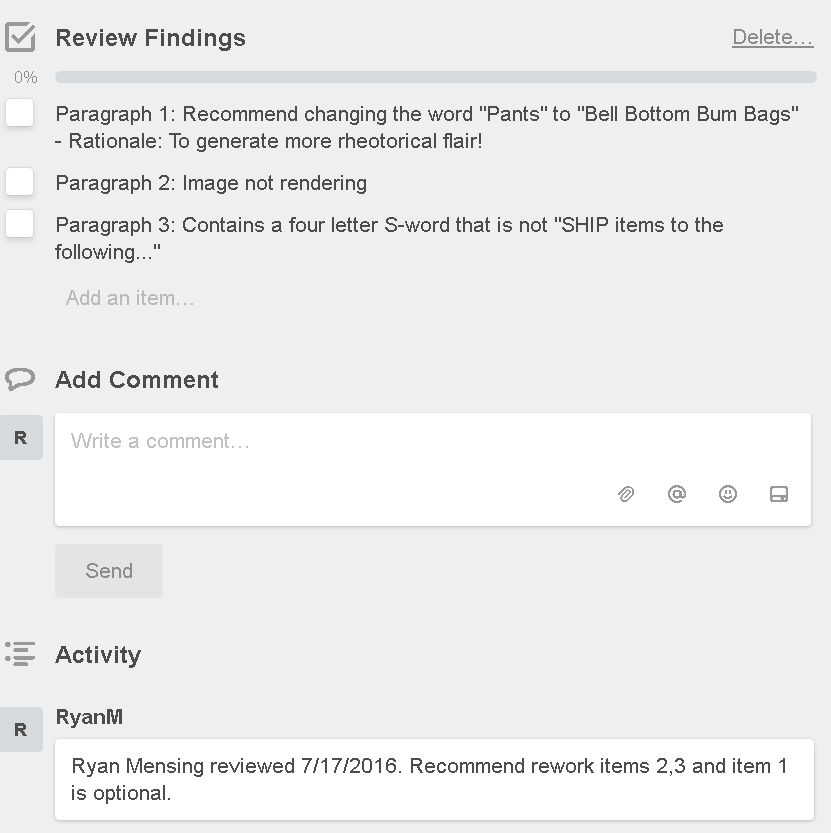 Review Findings
Delete…
0%
Paragraph 1: Recommend changing the word "Pants" to "Bell Bottom Bum Bags"
- Rationale: To generate more rheotorical flair!
Paragraph 2: Image not rendering
Paragraph 3: Contains a four letter S-word that is not "SHIP items to the
following..."
Add an item…
Add Comment
R
Write a comment…
Send
Activity
R
RyanM
Ryan Mensing reviewed 7/17/2016. Recommend rework items 2,3 and item 1
is optional.